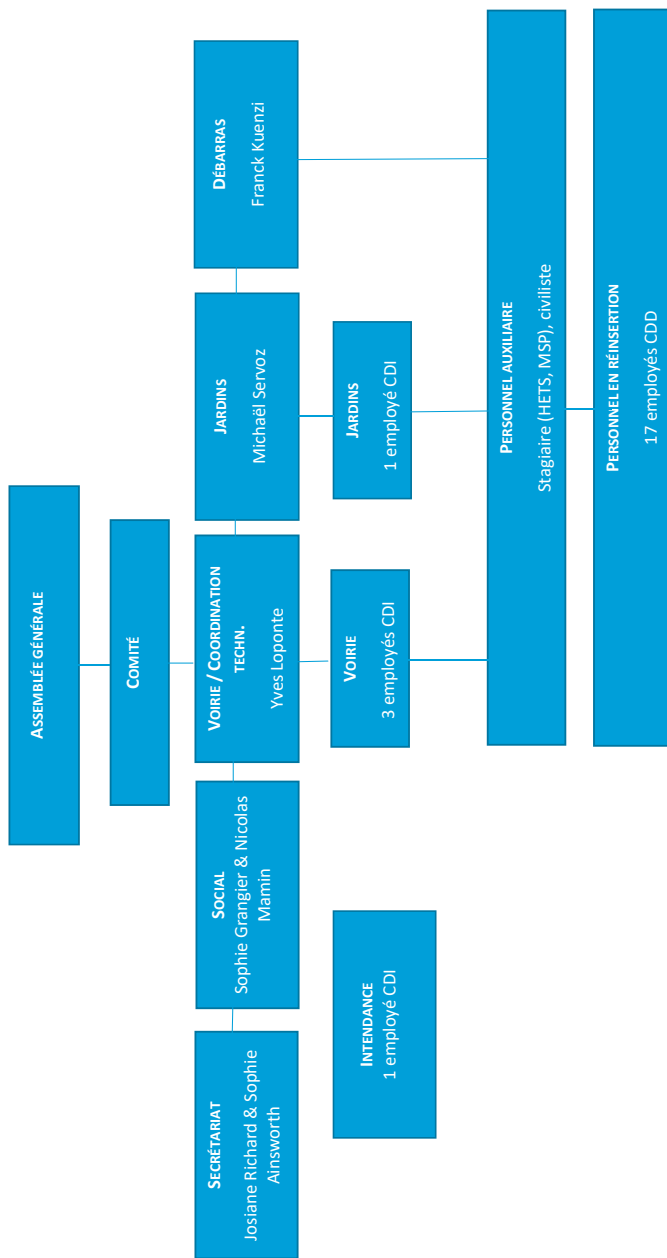 ASSEMBLÉE GÉNÉRALE
COMITÉ
SECRÉTARIAT
Josiane Richard & Sophie
Ainsworth
SOCIAL
Sophie Grangier & Nicolas
Mamin
VOIRIE / COORDINATION
TECHN.
Yves Loponte
JARDINS
Michaël Servoz
DÉBARRAS
Franck Kuenzi
INTENDANCE
1 employé CDI
VOIRIE
3 employés CDI
JARDINS
1 employé CDI
PERSONNEL AUXILIAIRE
Stagiaire (HETS, MSP), civiliste
PERSONNEL EN RÉINSERTION
17 employés CDD